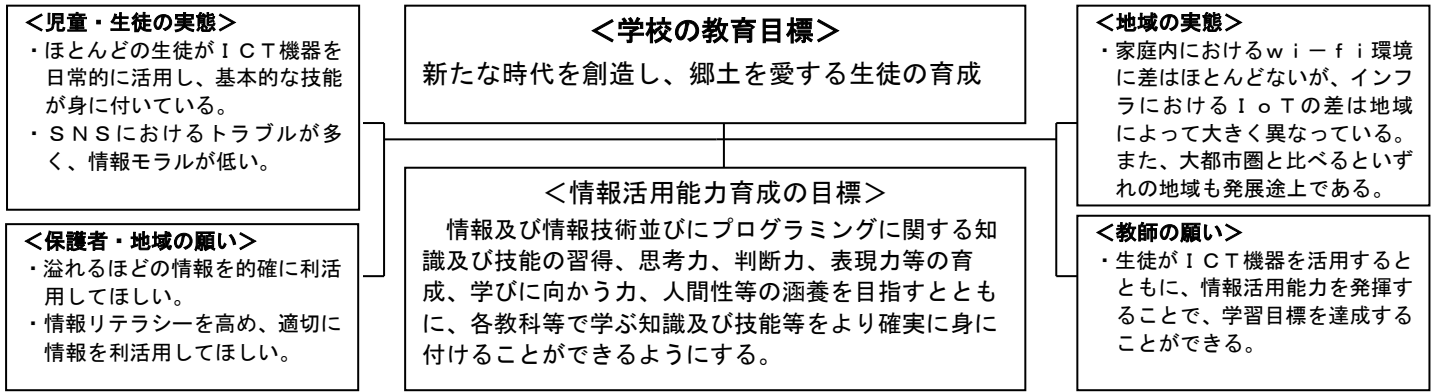 ＜児童・生徒の実態＞
・ほとんどの生徒がＩＣＴ機器を
日常的に活用し、基本的な技能
が身に付いている。
・ＳＮＳにおけるトラブルが多
く、情報モラルが低い。
＜保護者・地域の願い＞
・溢れるほどの情報を的確に利活
用してほしい。
・情報リテラシーを高め、適切に
情報を利活用してほしい。
＜学校の教育目標＞
新たな時代を創造し、郷土を愛する生徒の育成
＜情報活用能力育成の目標＞
情報及び情報技術並びにプログラミングに関する知
識及び技能の習得、思考力、判断力、表現力等の育
成、学びに向かう力、人間性等の涵養を目指すととも
に、各教科等で学ぶ知識及び技能等をより確実に身に
付けることができるようにする。
＜地域の実態＞
・家庭内におけるｗｉ－ｆｉ環境
に差はほとんどないが、インフ
ラにおけるＩｏＴの差は地域
によって大きく異なっている。
また、大都市圏と比べるといず
れの地域も発展途上である。
＜教師の願い＞
・生徒がＩＣＴ機器を活用すると
ともに、情報活用能力を発揮す
ることで、学習目標を達成する
ことができる。